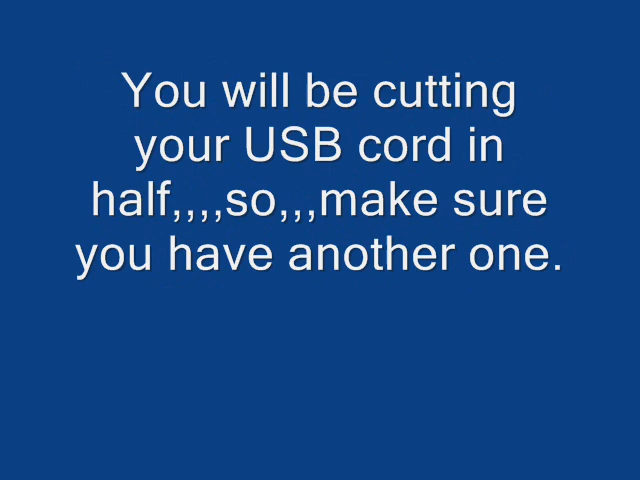 You will be cutting
your USB cord in
half,,,,so,,,make sure
you have another one.